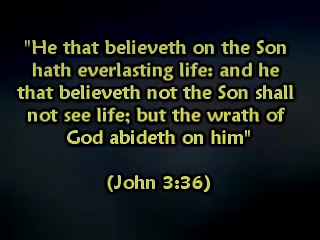 "He that believeth on the Son
hath everlasting life: and he
that believeth not the Son shall
not see life; but the wrath of
God abideth on him"
(John 3:36)